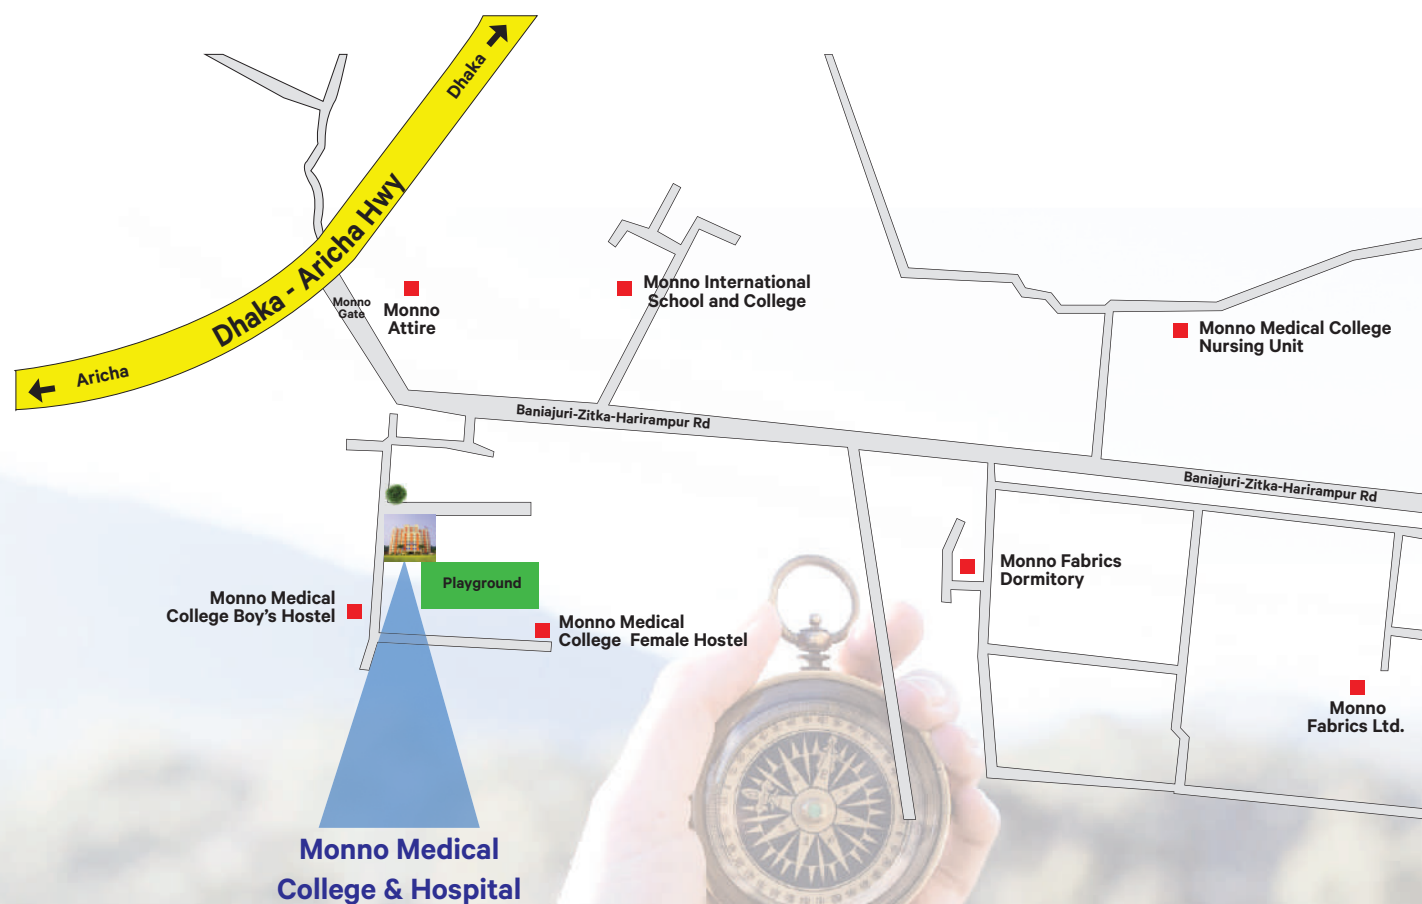 Dhaka
Dhaka - Aricha Hwy
Aricha
Monno
Gate
Monno
Attire
Monno International
School and College
Monno Medical College
Nursing Unit
Baniajuri-Zitka-Harirampur Rd
Baniajuri-Zitka-Harirampur Rd
Playground
Monno Medical
College Boy's Hostel
Monno Medical
College Female Hostel
Monno Fabrics
Dormitory
Monno
Fabrics Ltd.
Monno Medical
College & Hospital